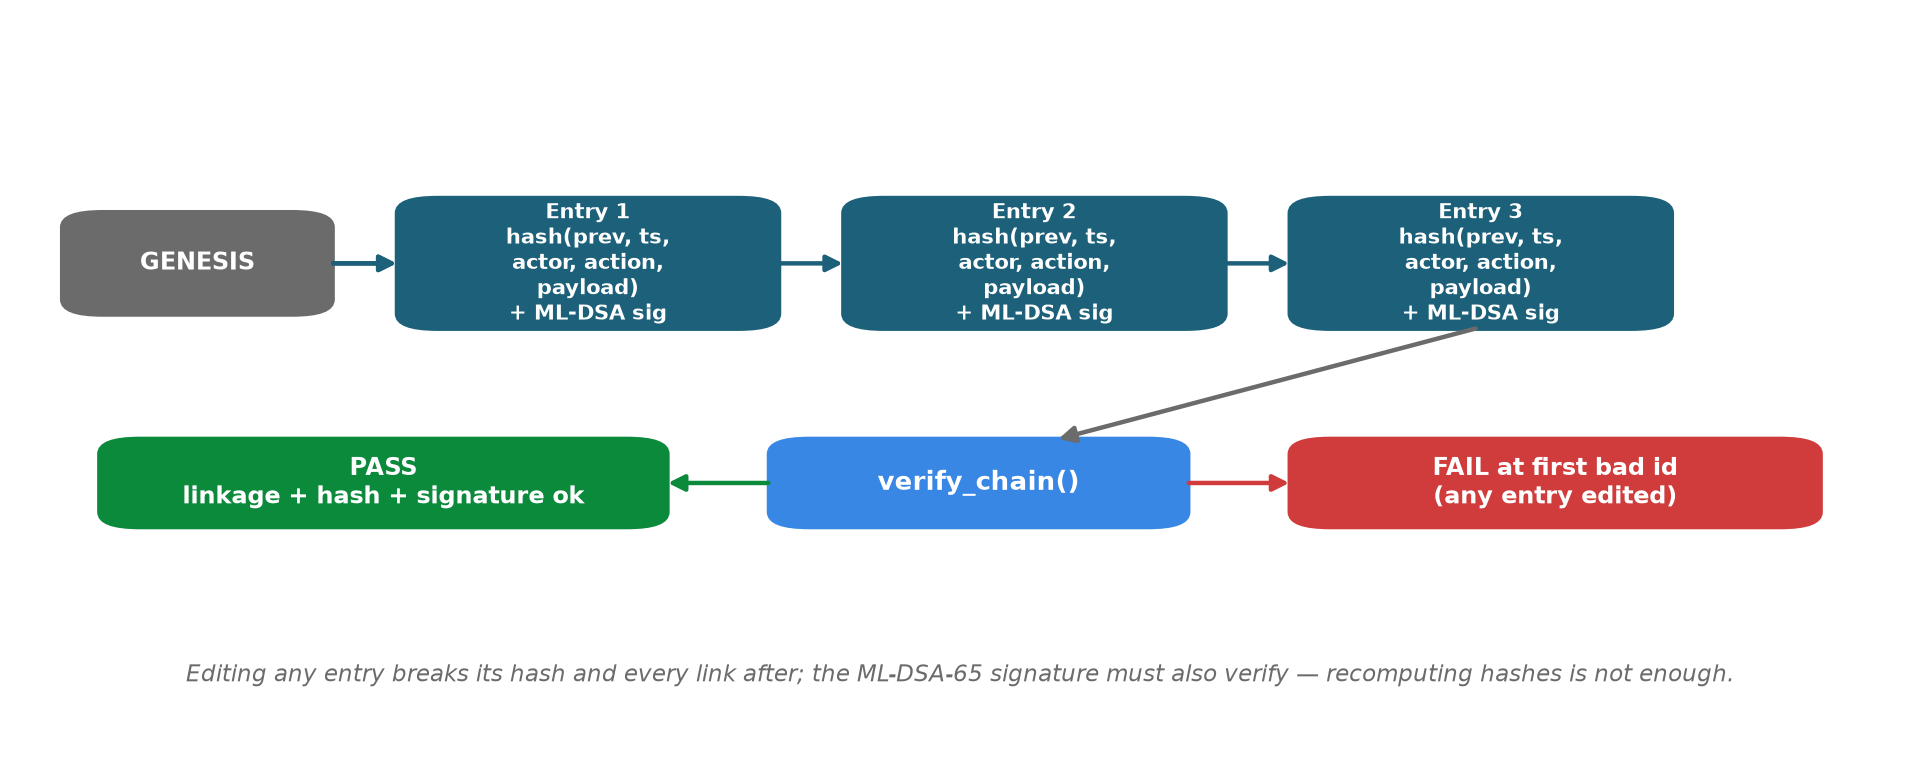 GENESIS
Entry 1
hash(prev, ts,
actor, action,
payload)
+ ML-DSA sig
Entry 2
hash(prev, ts,
actor, action,
payload)
+ ML-DSA sig
Entry 3
hash(prev, ts,
actor, action,
payload)
+ ML-DSA sig
PASS
linkage + hash + signature ok
verify_chain()
FAIL at first bad id
(any entry edited)
Editing any entry breaks its hash and every link after; the ML-DSA-65 signature must also verify — recomputing hashes is not enough.